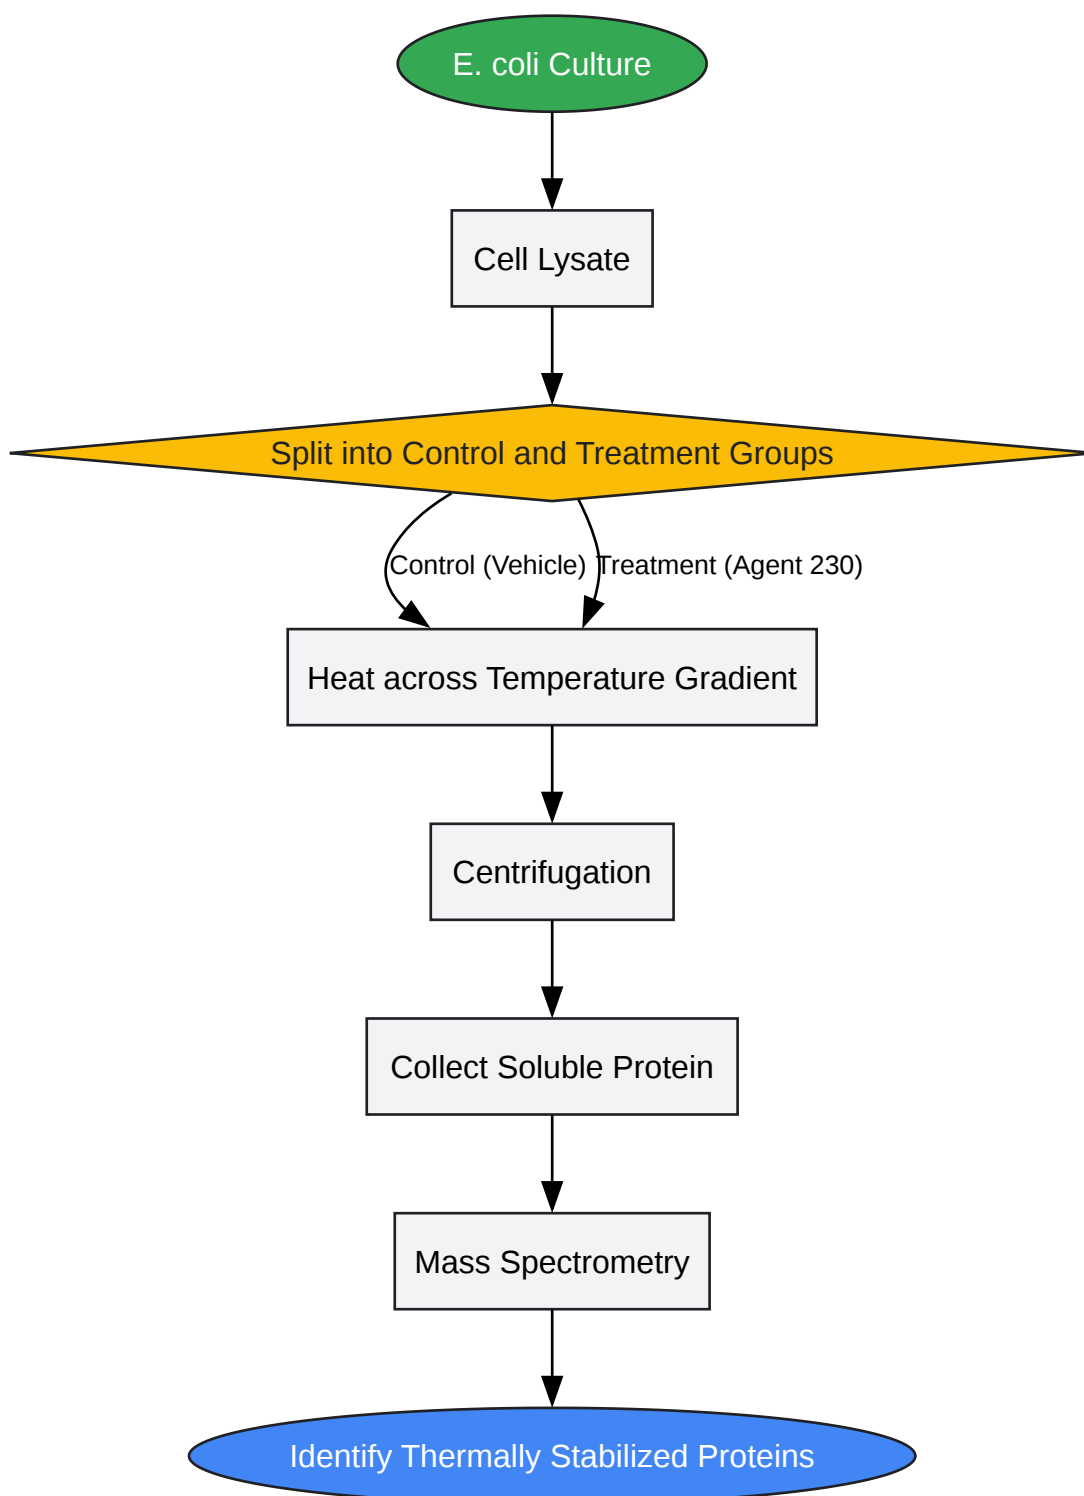 E. coli Culture
Cell Lysate
Split into Control and Treatment Groups
Control (Vehicle)
Treatment (Agent 230)
Heat across Temperature Gradient
Centrifugation
Collect Soluble Protein
Mass Spectrometry
Identify Thermally Stabilized Proteins